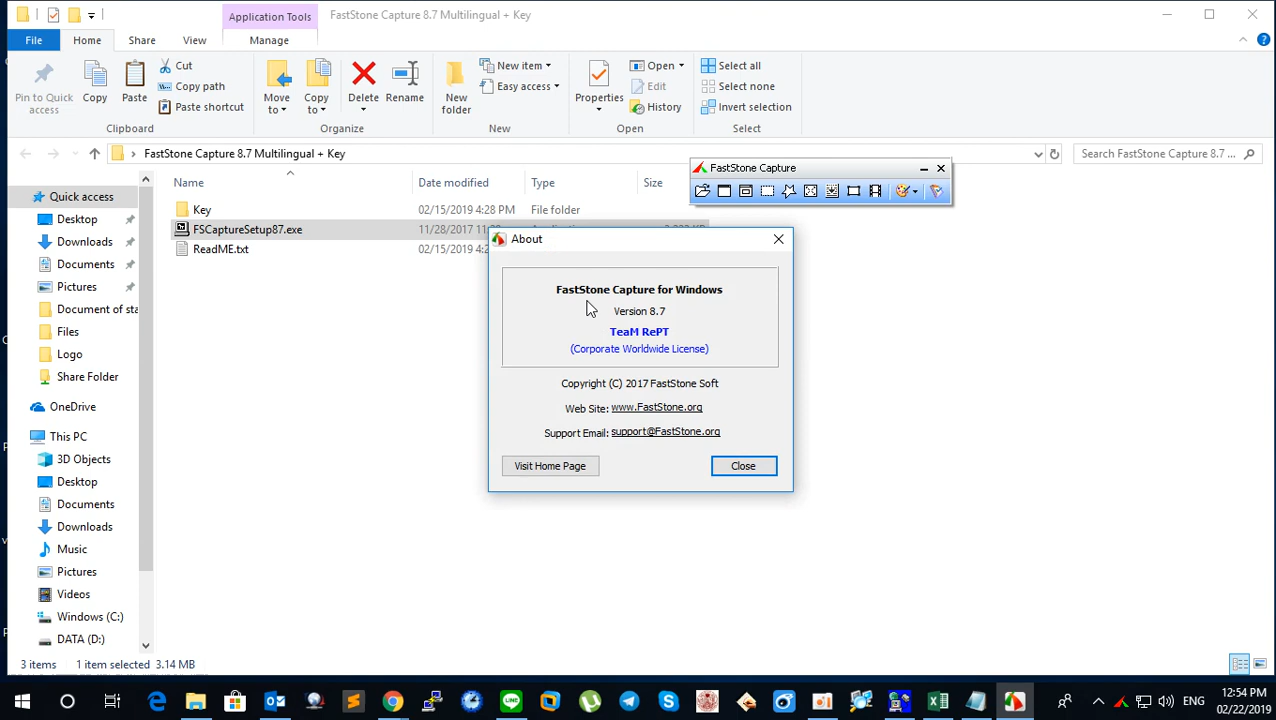 Application Tools
FastStone Capture 8.7 Multilingual + Key
File
Home
Share
View
Manage
Pin to Quick access
Copy
Paste
Cut
Copy path
Paste shortcut
Clipboard
Move to
Copy to
Delete
Rename
Organize
New folder
New item
Easy access
New
Properties
Open
Edit
History
Open
Select all
Select none
Invert selection
Select
FastStone Capture 8.7 Multilingual + Key
Search FastStone Capture 8.7 ...
FastStone Capture
Name
Date modified
Type
Size
Key
02/15/2019 4:28 PM
File folder
FSCaptureSetup87.exe
11/28/2017 11
ReadME.txt
02/15/2019 4:2
Quick access
Desktop
Downloads
Documents
Pictures
Document of sta
Files
Logo
Share Folder
OneDrive
This PC
3D Objects
Desktop
Documents
Downloads
Music
Pictures
Videos
Windows (C:)
DATA (D:)
About
FastStone Capture for Windows
Version 8.7
TeaM RePT
(Corporate Worldwide License)
Copyright (C) 2017 FastStone Soft
Web Site: www.FastStone.org
Support Email: support@FastStone.org
Visit Home Page
Close
3 items
1 item selected 3.14 MB
ENG
12:54 PM
02/22/2019